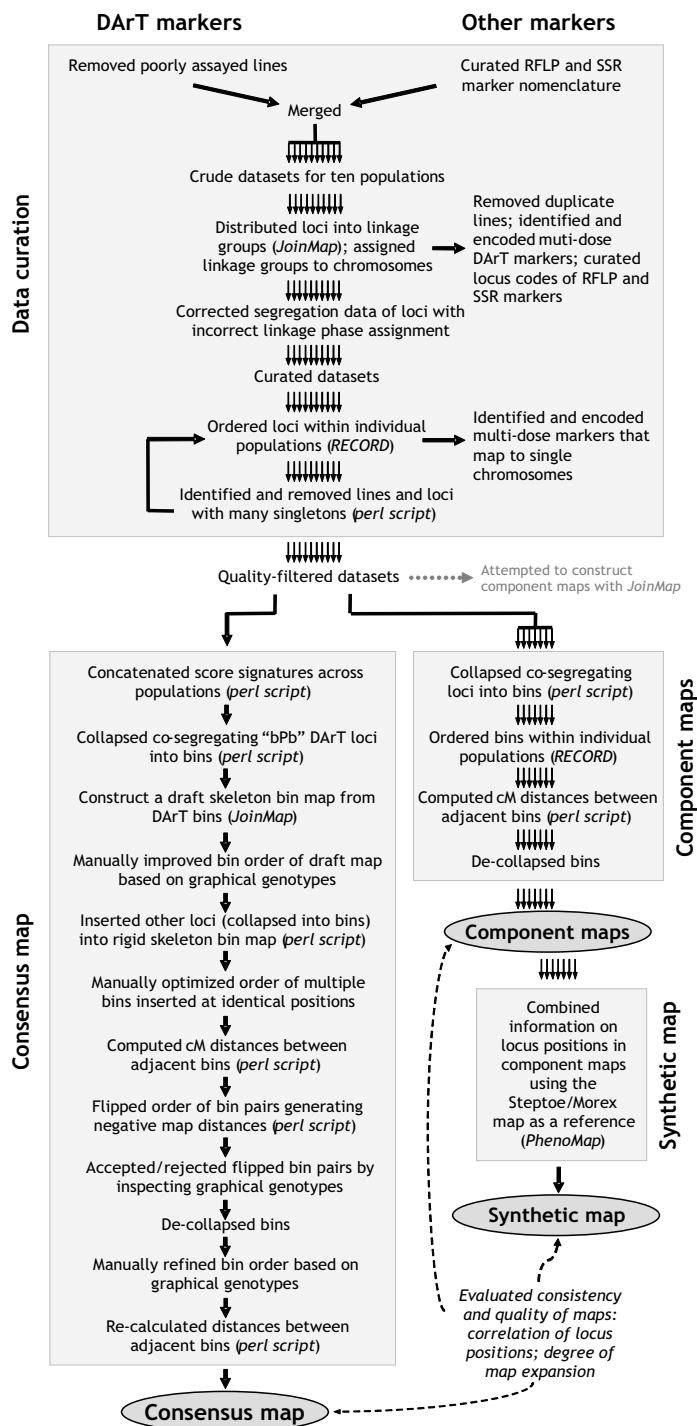 DArT markers
Other markers
Removed poorly assayed lines
Curated RFLP and SSR
marker nomenclature
Merged
Crude datasets for ten populations
Distributed loci into linkage
groups (JoinMap); assigned
linkage groups to chromosomes
Removed duplicate
lines; identified and
encoded muti-dose
DArT markers; curated
locus codes of RFLP and
SSR markers
Corrected segregation data of loci with
incorrect linkage phase assignment
Curated datasets
Ordered loci within individual
populations (RECORD)
Identified and encoded
multi-dose markers that
map to single
chromosomes
Identified and removed lines and loci
with many singletons (perl script)
Data curation
Quality-filtered datasets
Attempted to construct
component maps with JoinMap
Concatenated score signatures across
populations (perl script)
Collapsed co-segregating “bPb” DArT loci
into bins (perl script)
Construct a draft skeleton bin map from
DArT bins (JoinMap)
Manually improved bin order of draft map
based on graphical genotypes
Inserted other loci (collapsed into bins)
into rigid skeleton bin map (perl script)
Manually optimized order of multiple
bins inserted at identical positions
Computed cM distances between
adjacent bins (perl script)
Flipped order of bin pairs generating
negative map distances (perl script)
Accepted/rejected flipped bin pairs by
inspecting graphical genotypes
De-collapsed bins
Manually refined bin order based on
graphical genotypes
Re-calculated distances between
adjacent bins (perl script)
Consensus map
Consensus map
Collapsed co-segregating
loci into bins (perl script)
Ordered bins within individual
populations (RECORD)
Computed cM distances between
adjacent bins (perl script)
De-collapsed bins
Component maps
Component maps
Combined
information on
locus positions in
component maps
using the
Steptoe/Morex
map as a reference
(PhenoMap)
Synthetic map
Synthetic map
Evaluated consistency
and quality of maps:
correlation of locus
positions; degree of
map expansion